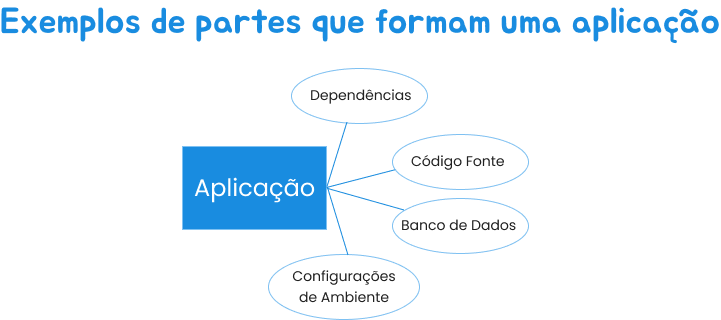 Exemplos de partes que formam uma aplicação
Dependências
Código Fonte
Aplicação
Banco de Dados
Configurações
de Ambiente